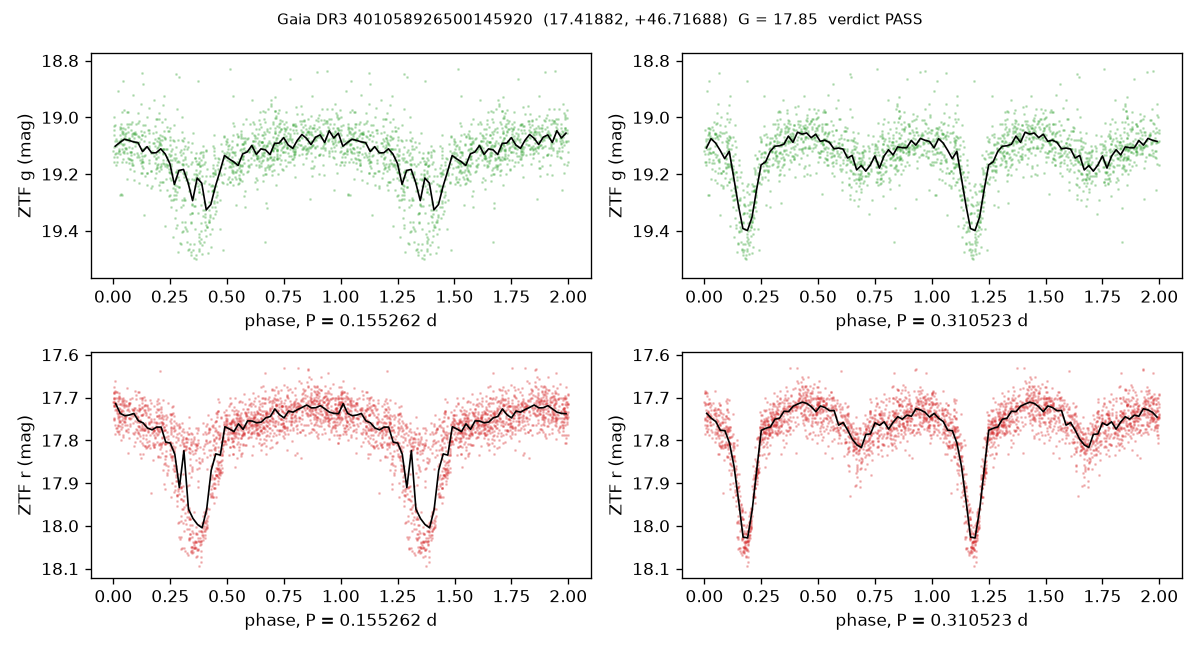 Gaia DR3 401058926500145920 (17.41882, +46.71688) G = 17.85 verdict PASS
ZTF g (mag)
18.8
19.0
19.2
19.4
0.00 0.25 0.50 0.75 1.00 1.25 1.50 1.75 2.00
phase, P = 0.155262 d
ZTF g (mag)
18.8
19.0
19.2
19.4
0.00 0.25 0.50 0.75 1.00 1.25 1.50 1.75 2.00
phase, P = 0.310523 d
ZTF r (mag)
17.6
17.7
17.8
17.9
18.0
18.1
0.00 0.25 0.50 0.75 1.00 1.25 1.50 1.75 2.00
phase, P = 0.155262 d
ZTF r (mag)
17.6
17.7
17.8
17.9
18.0
18.1
0.00 0.25 0.50 0.75 1.00 1.25 1.50 1.75 2.00
phase, P = 0.310523 d